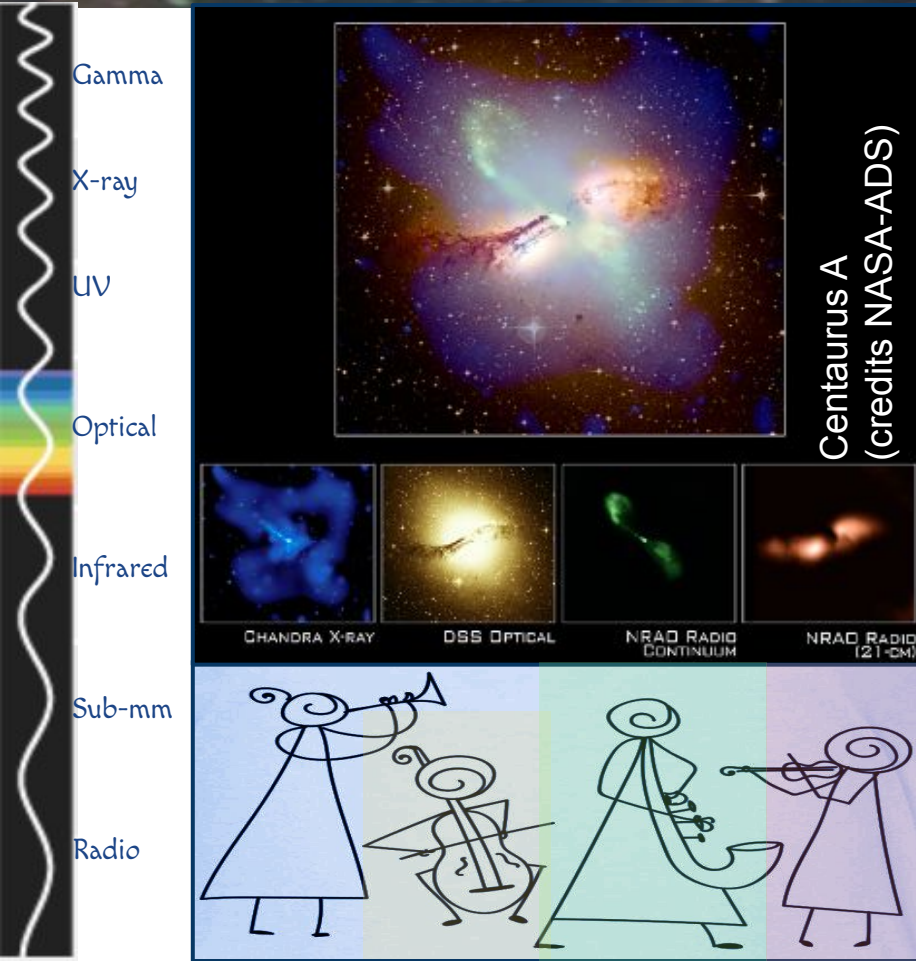 Gamma
X-ray
UV
Optical
Infrared
Sub-mm
Radio
Centaurus A
(credits NASA-ADS)
CHANDRA X-RAY
DSS OPTICAL
NRAO RADIO
CONTINUUM
NRAO RADIO
(21-CM)